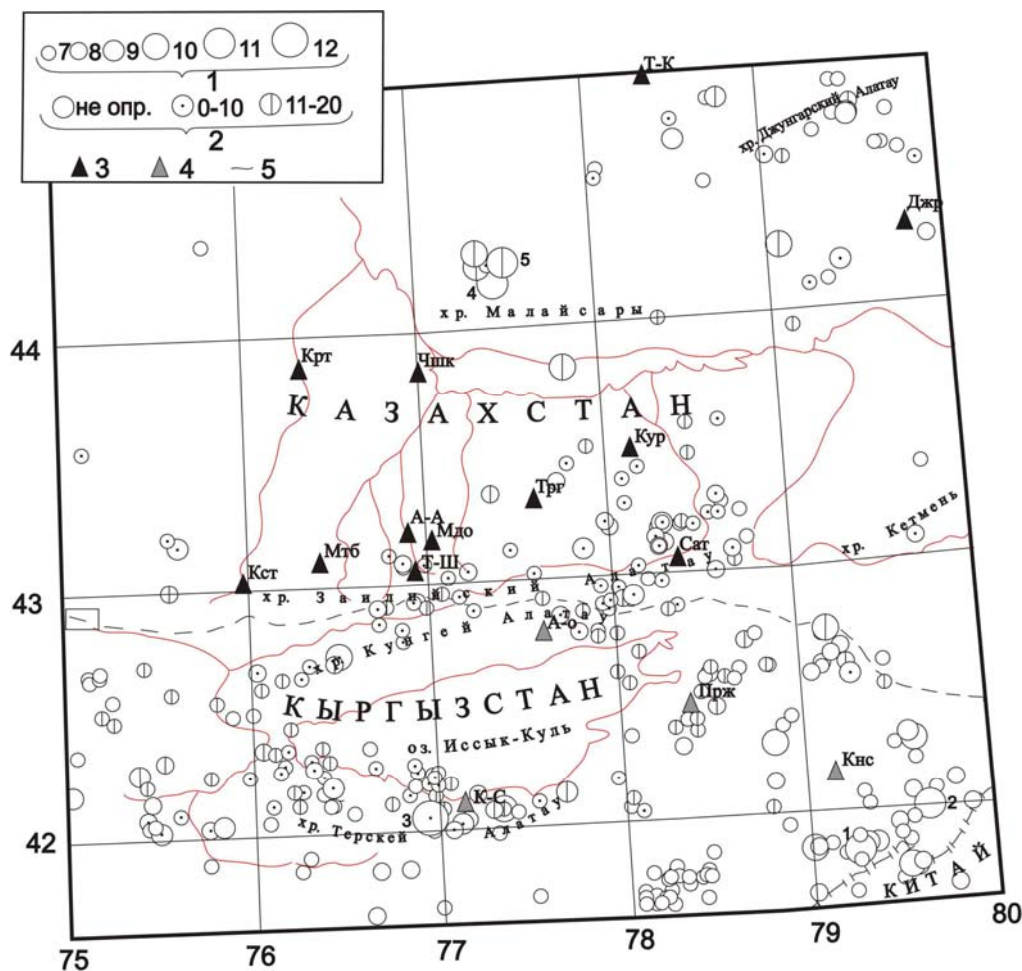 7 8 9 10 11 12
1
не опр. 0-10 11-20
2
3 4 5
Т-К
хр. Джунгарский Алатау
Джр
5
4
хр. Малайсары
44
Крт
Чшк
КАЗАХСТАН
Кур
Трг
А-А
Мдо
хр. Кетмень
Мтб
Т-Ш
Сат
Кст
43
хр. Заилийский Алатау
хр. Кунгей Алатау
А-о
Прж
КЫРГЫЗСТАН
оз. Иссык-Куль
Кнс
К-С
3
2
хр. Терскей Алатау
1
42
КИТАЙ
75
76
77
78
79
80